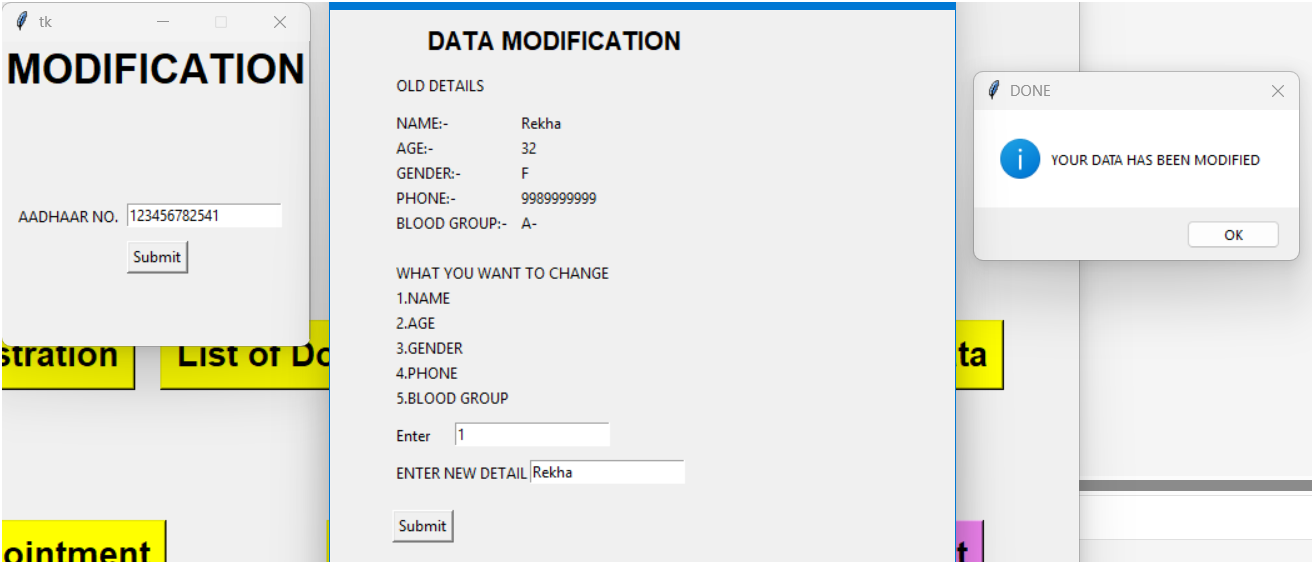 tk
MODIFICATION
AADHAAR NO. 123456782541
Submit
DATA MODIFICATION
OLD DETAILS
NAME:- Rekha
AGE:- 32
GENDER:- F
PHONE:- 9989999999
BLOOD GROUP:- A-
WHAT YOU WANT TO CHANGE
1.NAME
2.AGE
3.GENDER
4.PHONE
5.BLOOD GROUP
Enter 1
ENTER NEW DETAIL Rekha
Submit
DONE
YOUR DATA HAS BEEN MODIFIED
OK
stration
List of Do
ta
ointment
t